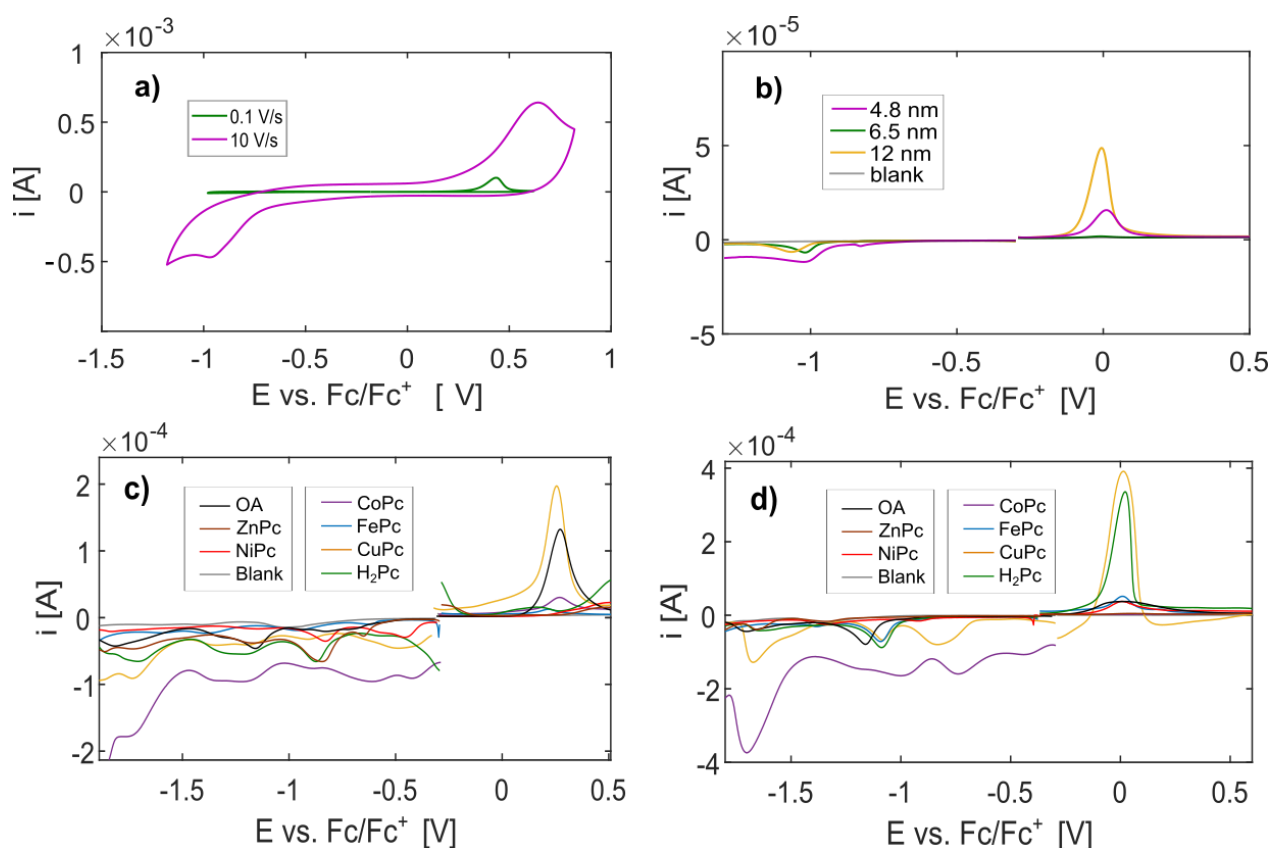 ×10⁻³
a)
0.1 V/s
10 V/s
i [A]
1
0.5
0
-0.5
-1.5
-1
-0.5
0
0.5
1
E vs. Fc/Fc⁺ [ V]
×10⁻⁵
b)
4.8 nm
6.5 nm
12 nm
blank
i [A]
5
0
-5
-1
-0.5
0
0.5
E vs. Fc/Fc⁺ [V]
×10⁻⁴
c)
OA
ZnPc
NiPc
Blank
CoPc
FePc
CuPc
H₂Pc
i [A]
2
1
0
-1
-2
-1.5
-1
-0.5
0
0.5
E vs. Fc/Fc⁺ [V]
×10⁻⁴
d)
OA
ZnPc
NiPc
Blank
CoPc
FePc
CuPc
H₂Pc
i [A]
4
2
0
-2
-4
-1.5
-1
-0.5
0
0.5
E vs. Fc/Fc⁺ [V]